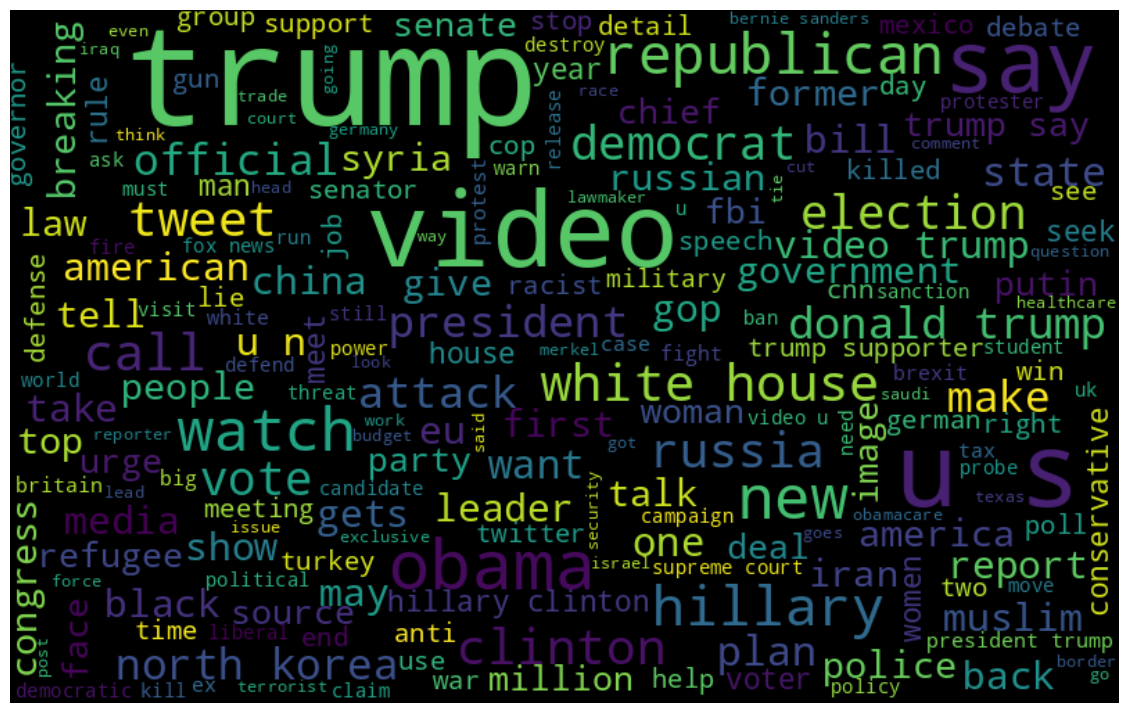 even
group
support
senate
stop
detail
bernie sanders
mexico
debate
iraq
breaking
trump
destroy
republican
say
governor
rule
gun
going
year
former
day
trade
race
chief
protester
court
release
trump say
think
germany
democrat
bill
comment
ask
official
syria
cop
warn
russian
cut
killed
state
must
man
head
senator
protest
lawmaker
tie
see
law
tweet
video
u
fbi
election
seek
fire
fox news
run
job
way
speech
video trump
question
american
china
give
racist
military
government
putin
defense
tell
visit
lie
white
still
president
gop
cnn
sanction
healthcare
ban
donald trump
call
u n
meet
power
house
merkel
case
fight
trump supporter
student
world
people
defend
look
threat
attack
white house
brexit
win
take
saudi
make
uk
top
reporter
watch
work
eu
first
woman
video u
need
german
right
conservative
urge
budget
said
got
want
russia
image
tax
u s
britain
big
vote
party
probe
lead
candidate
leader
talk
new
texas
congress
media
meeting
gets
security
campaign
obamacare
issue
exclusive
twitter
one
deal
goes
america
poll
refugee
show
turkey
obama
israel
supreme court
iran
report
force
political
may
hillary clinton
hillary
women
two
move
black
source
muslim
post
face
time
liberal
end
anti
clinton
president trump
north korea
use
plan
police
back
border
democratic
kill
ex
terrorist
claim
war
million
help
voter
policy
go